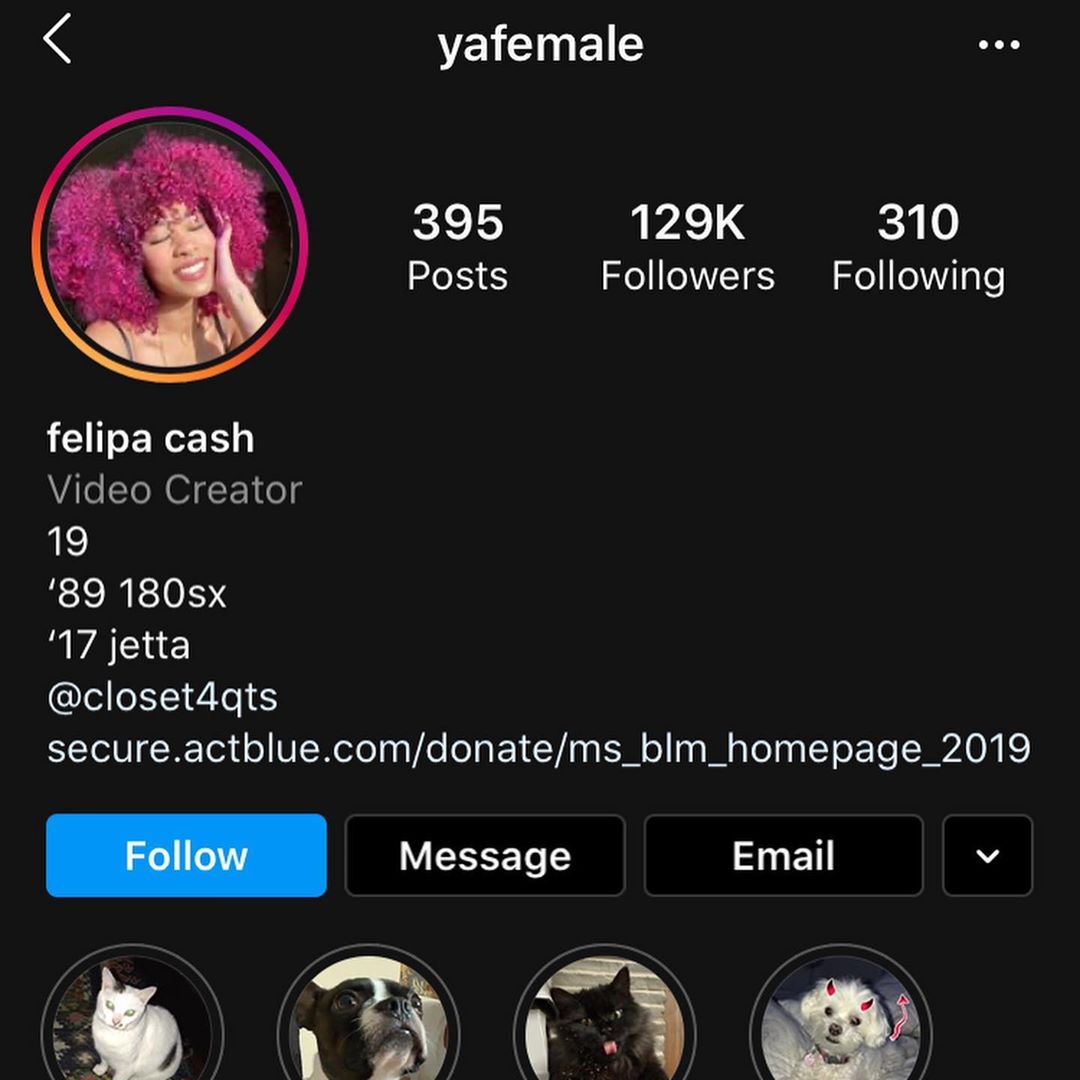 yafemale
395
129K
310
Posts
Followers
Following
felipa cash
Video Creator
19
‘89 180sx
‘17 jetta
@closet4qts
secure.actblue.com/donate/ms_blm_homepage_2019
Follow
Message
Email